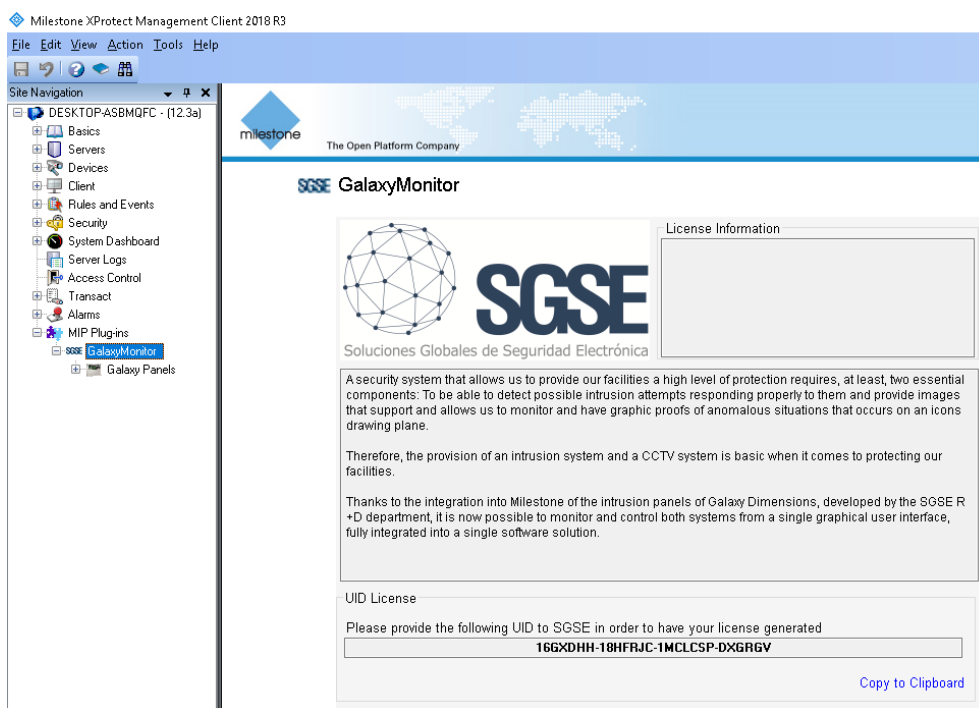 Milestone XProtect Management Client 2018 R3
File Edit View Action Tools Help
Site Navigation
DESKTOP-ASBMQFC - (12.3a)
Basics
Servers
Devices
Client
Rules and Events
Security
System Dashboard
Server Logs
Access Control
Transact
Alarms
MIP Plug-ins
SGSE GalaxyMonitor
Galaxy Panels
milestone
The Open Platform Company
SGSE GalaxyMonitor
SGSE
Soluciones Globales de Seguridad Electrónica
License Information
A security system that allows us to provide our facilities a high level of protection requires, at least, two essential
components: To be able to detect possible intrusion attempts responding properly to them and provide images
that support and allows us to monitor and have graphic proofs of anomalous situations that occurs on an icons
drawing plane.
Therefore, the provision of an intrusion system and a CCTV system is basic when it comes to protecting our
facilities.
Thanks to the integration into Milestone of the intrusion panels of Galaxy Dimensions, developed by the SGSE R
+D department, it is now possible to monitor and control both systems from a single graphical user interface,
fully integrated into a single software solution.
UID License
Please provide the following UID to SGSE in order to have your license generated
16GXDHH-18HFRJC-1MCLCSP-DXGRGV
Copy to Clipboard